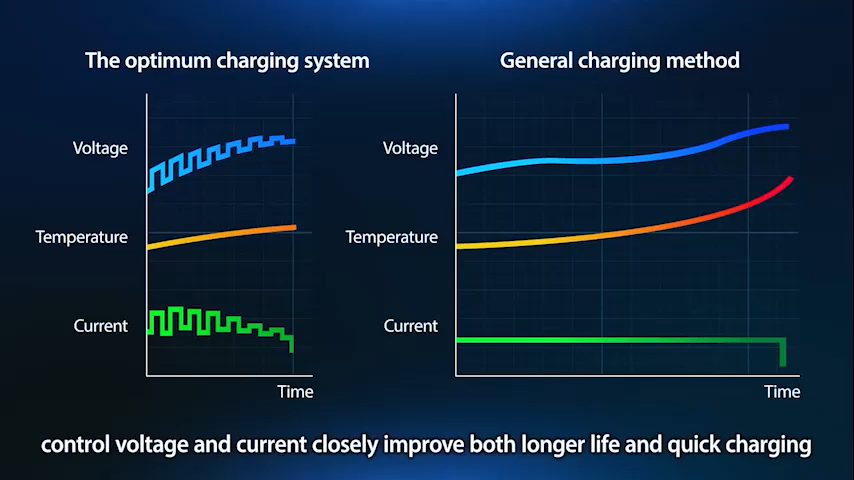 The optimum charging system
Voltage
Temperature
Current
Time
General charging method
Voltage
Temperature
Current
Time
control voltage and current closely improve both longer life and quick charging